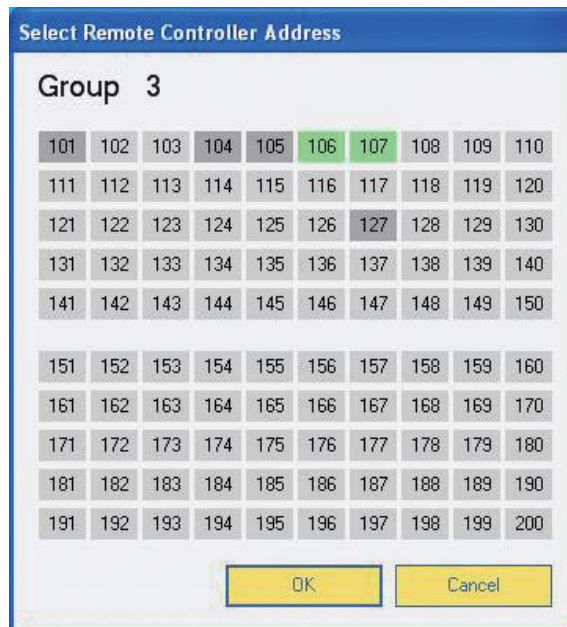 Select Remote Controller Address
Group 3
101 102 103 104 105 106 107 108 109 110
111 112 113 114 115 116 117 118 119 120
121 122 123 124 125 126 127 128 129 130
131 132 133 134 135 136 137 138 139 140
141 142 143 144 145 146 147 148 149 150
151 152 153 154 155 156 157 158 159 160
161 162 163 164 165 166 167 168 169 170
171 172 173 174 175 176 177 178 179 180
181 182 183 184 185 186 187 188 189 190
191 192 193 194 195 196 197 198 199 200
OK Cancel